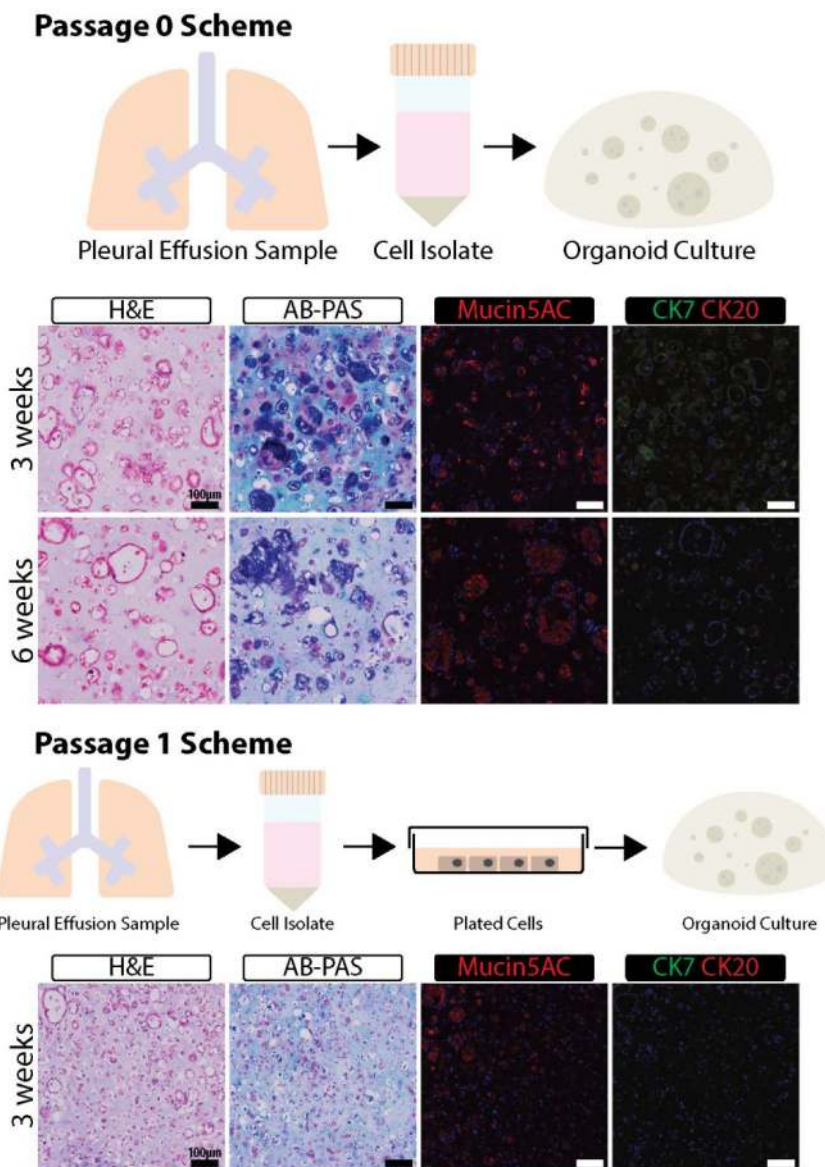 Passage 0 Scheme
Pleural Effusion Sample
Cell Isolate
Organoid Culture
H&E
AB-PAS
Mucin5AC
CK7 CK20
3 weeks
100μm
6 weeks
Passage 1 Scheme
Pleural Effusion Sample
Cell Isolate
Plated Cells
Organoid Culture
H&E
AB-PAS
Mucin5AC
CK7 CK20
3 weeks
100μm